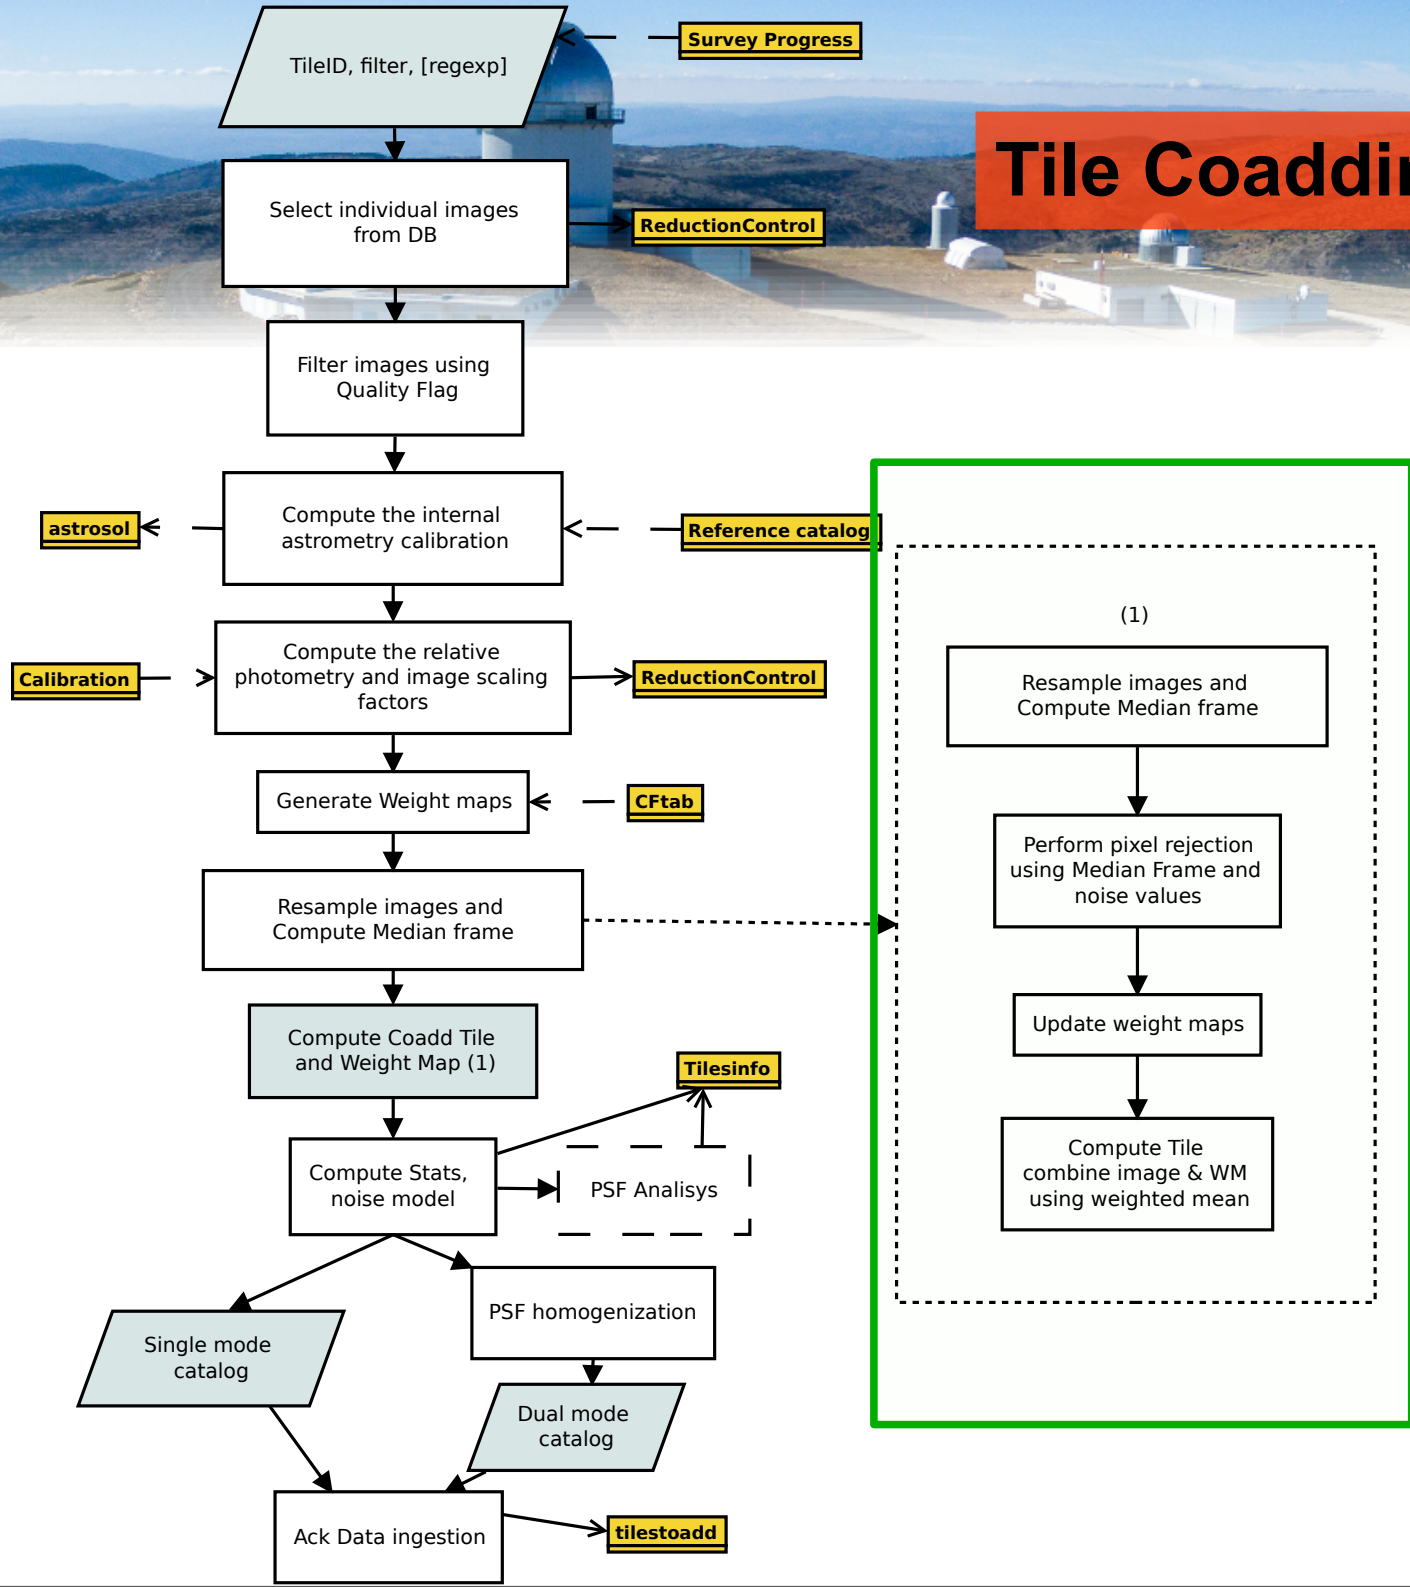 TileID, filter, [regexp]
Survey Progress
Tile Coaddin
Select individual images
from DB
ReductionControl
Filter images using
Quality Flag
astrosol
Compute the internal
astrometry calibration
Reference catalog
Calibration
Compute the relative
photometry and image scaling
factors
ReductionControl
Generate Weight maps
CFtab
Resample images and
Compute Median frame
Compute Coadd Tile
and Weight Map (1)
Tilesinfo
Compute Stats,
noise model
PSF Analisys
Single mode
catalog
PSF homogenization
Dual mode
catalog
Ack Data ingestion
tilestoadd
(1)
Resample images and
Compute Median frame
Perform pixel rejection
using Median Frame and
noise values
Update weight maps
Compute Tile
combine image & WM
using weighted mean